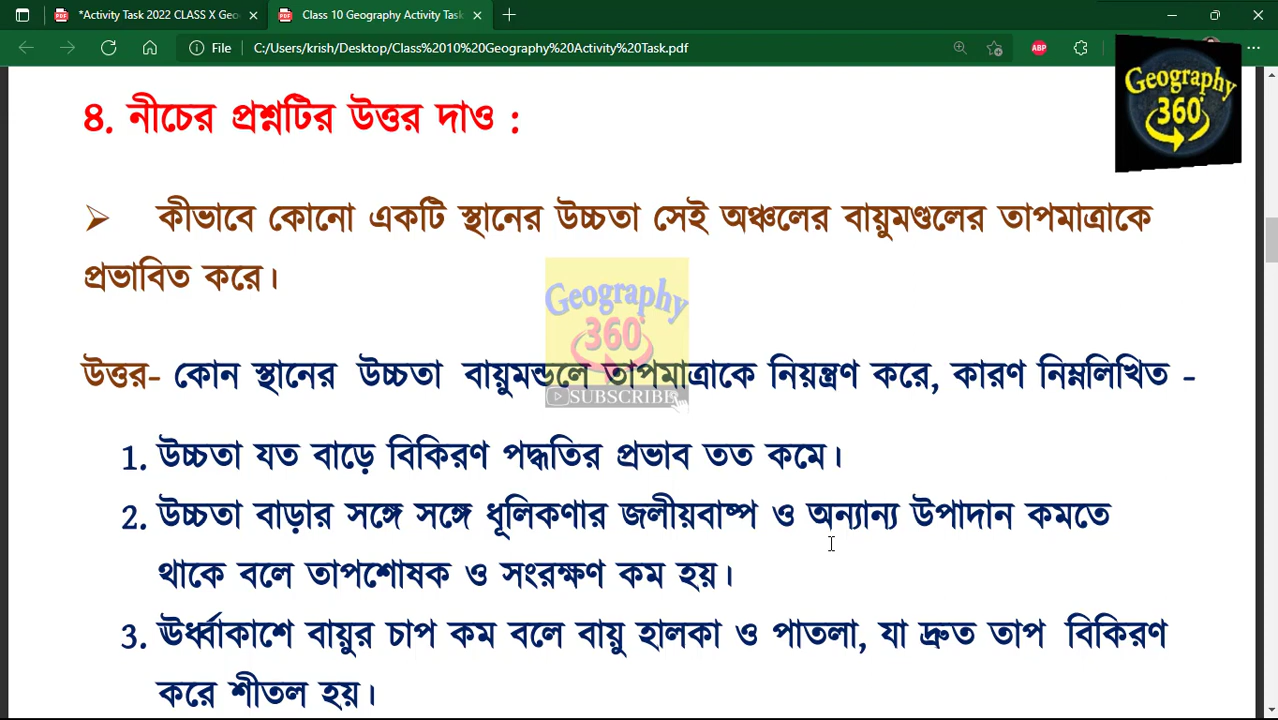 *Activity Task 2022 CLASS X Geo
Class 10 Geography Activity Task
File
C:/Users/krish/Desktop/Class%2010%20Geography%20Activity%20Task.pdf
ABP
Geography
360°
৪. নীচের প্রশ্নটির উত্তর দাও :
➢ কীভাবে কোনো একটি স্থানের উচ্চতা সেই অঞ্চলের বায়ুমণ্ডলের তাপমাত্রাকে
প্রভাবিত করে।
Geography
360°
SUBSCRIBE
উত্তর- কোন স্থানের উচ্চতা বায়ুমন্ডলে তাপমাত্রাকে নিয়ন্ত্রণ করে, কারণ নিম্নলিখিত -
1. উচ্চতা যত বাড়ে বিকিরণ পদ্ধতির প্রভাব তত কমে।
2. উচ্চতা বাড়ার সঙ্গে সঙ্গে ধূলিকণার জলীয়বাষ্প ও অন্যান্য উপাদান কমতে
থাকে বলে তাপশোষক ও সংরক্ষণ কম হয়।
3. ঊর্ধ্বাকাশে বায়ুর চাপ কম বলে বায়ু হালকা ও পাতলা, যা দ্রুত তাপ বিকিরণ
করে শীতল হয়।